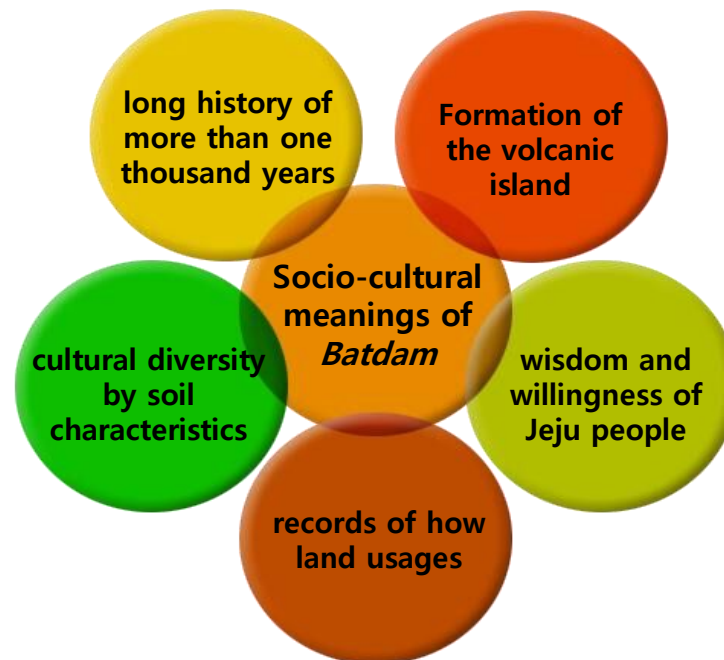 long history of
more than one
thousand years
Formation of
the volcanic
island
Socio-cultural
meanings of
Batdam
cultural diversity
by soil
characteristics
wisdom and
willingness of
Jeju people
records of how
land usages